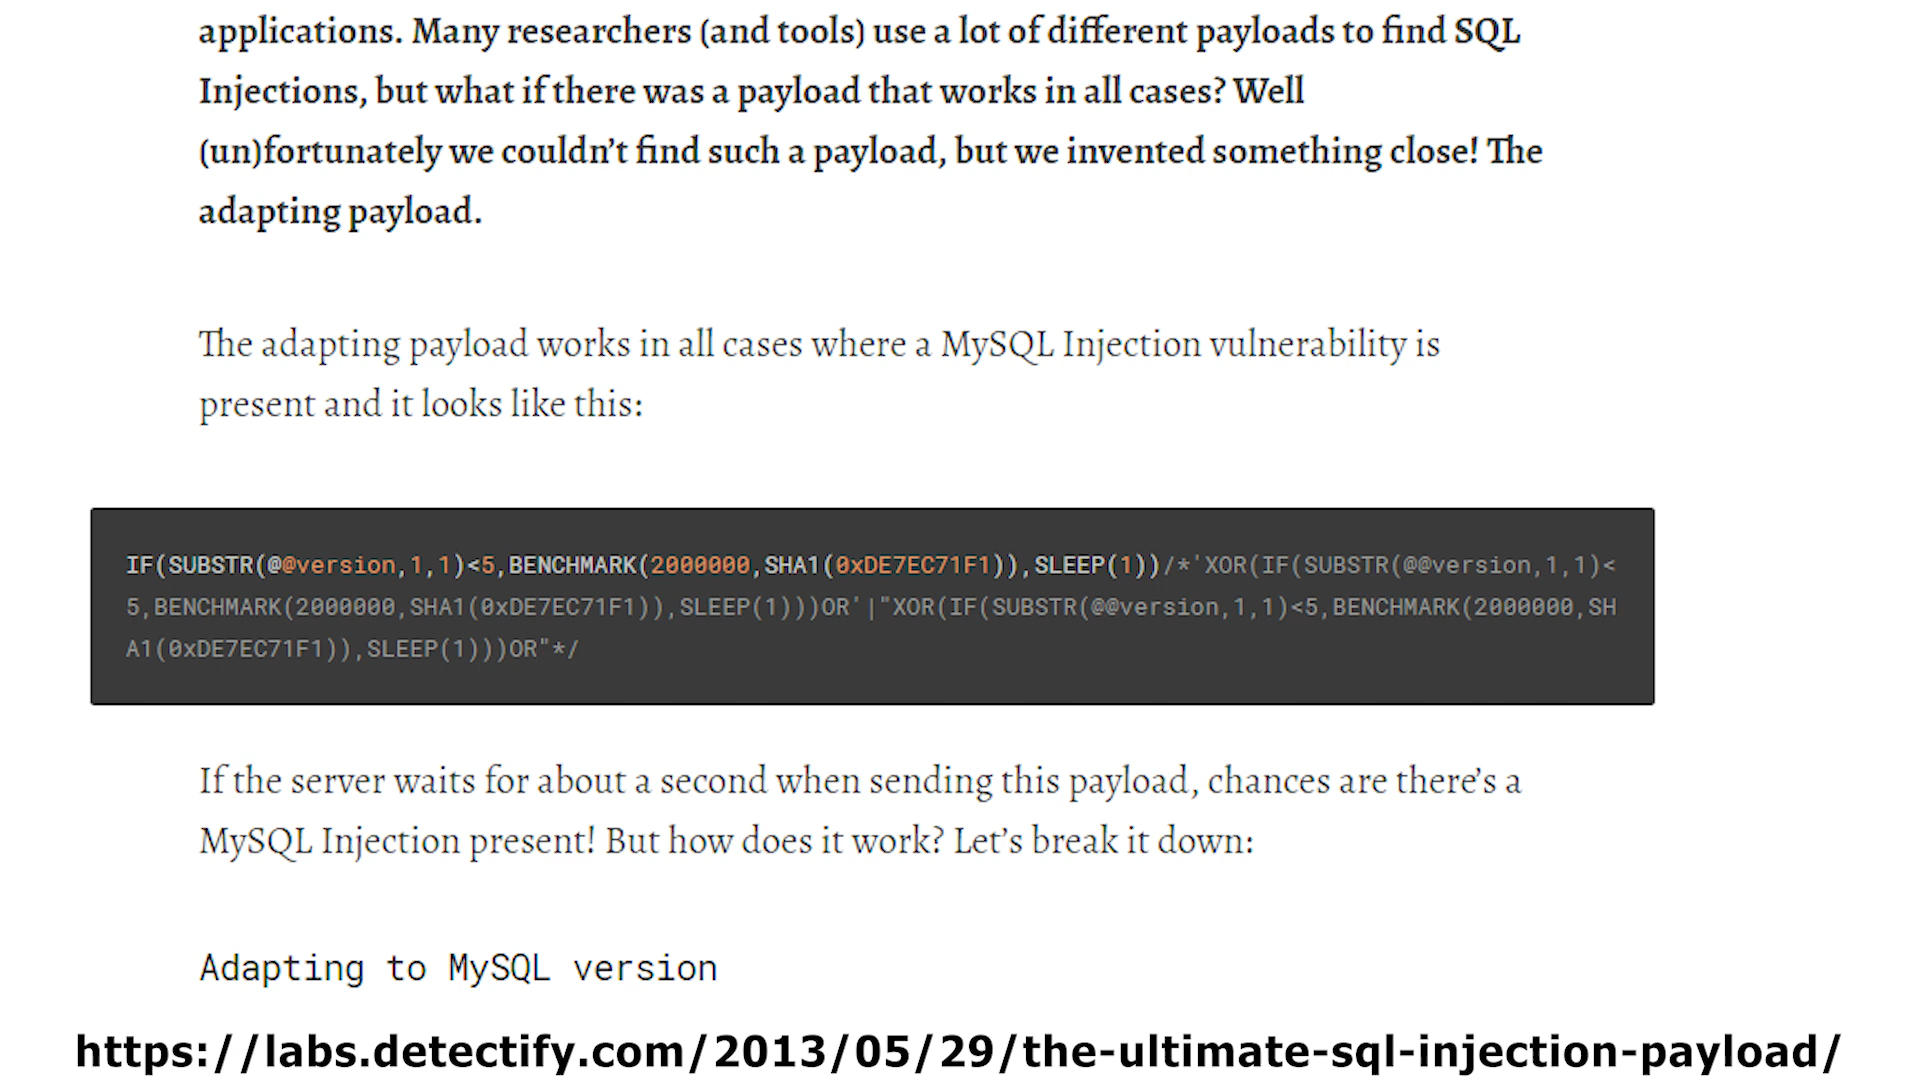 applications. Many researchers (and tools) use a lot of different payloads to find SQL
Injections, but what if there was a payload that works in all cases? Well
(un)fortunately we couldn’t find such a payload, but we invented something close! The
adapting payload.
The adapting payload works in all cases where a MySQL Injection vulnerability is
present and it looks like this:
IF(SUBSTR(@@version,1,1)<5,BENCHMARK(2000000,SHA1(0xDE7EC71F1)),SLEEP(1))/*'XOR(IF(SUBSTR(@@version,1,1)<
5,BENCHMARK(2000000,SHA1(0xDE7EC71F1)),SLEEP(1)))OR'|"XOR(IF(SUBSTR(@@version,1,1)<5,BENCHMARK(2000000,SH
A1(0xDE7EC71F1)),SLEEP(1)))OR"*/
If the server waits for about a second when sending this payload, chances are there’s a
MySQL Injection present! But how does it work? Let’s break it down:
Adapting to MySQL version
https://labs.detectify.com/2013/05/29/the-ultimate-sql-injection-payload/